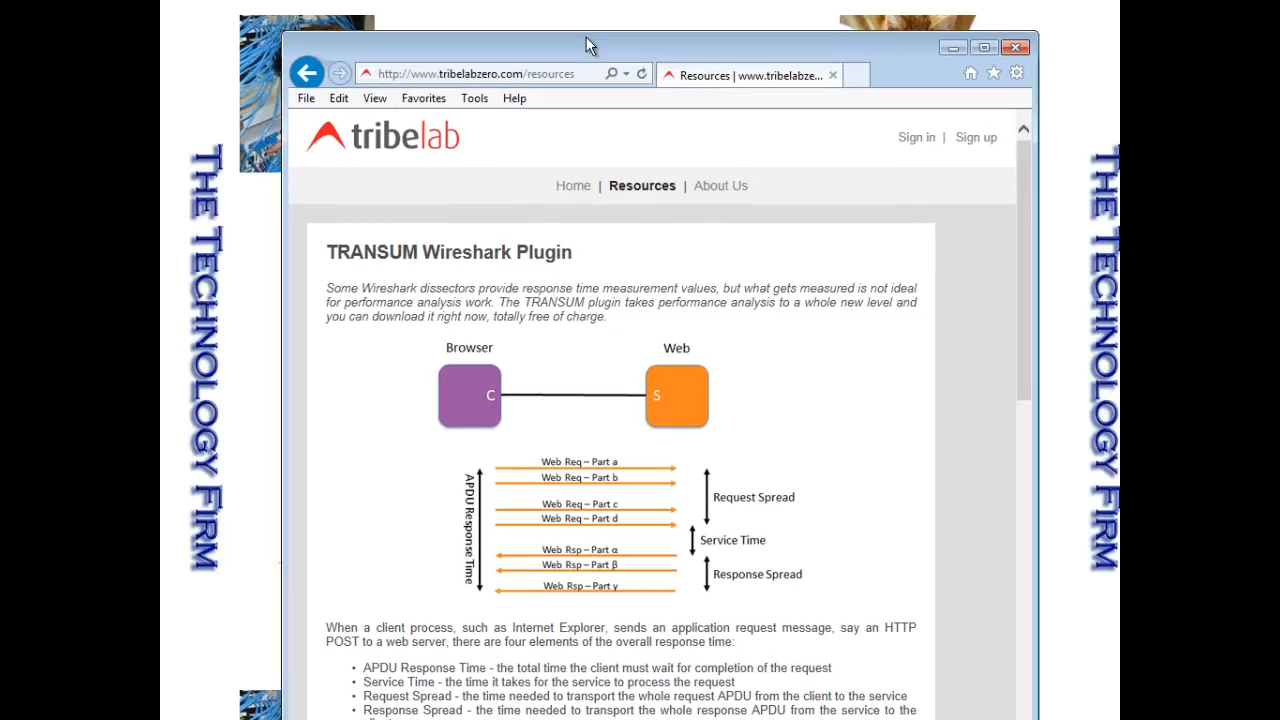 http://www.tribelabzero.com/resources
Resources | www.tribelabze...
File Edit View Favorites Tools Help
tribelab
Sign in | Sign up
Home | Resources | About Us
THE TECHNOLOGY FIRM
THE TECHNOLOGY FIRM
TRANSUM Wireshark Plugin
Some Wireshark dissectors provide response time measurement values, but what gets measured is not ideal
for performance analysis work. The TRANSUM plugin takes performance analysis to a whole new level and
you can download it right now, totally free of charge.
Browser Web
C S
Web Req – Part a
Web Req – Part b
Web Req – Part c
Web Req – Part d
Web Rsp – Part α
Web Rsp – Part β
Web Rsp – Part γ
APDU Response Time
Request Spread
Service Time
Response Spread
When a client process, such as Internet Explorer, sends an application request message, say an HTTP
POST to a web server, there are four elements of the overall response time:
• APDU Response Time - the total time the client must wait for completion of the request
• Service Time - the time it takes for the service to process the request
• Request Spread - the time needed to transport the whole request APDU from the client to the service
• Response Spread - the time needed to transport the whole response APDU from the service to the